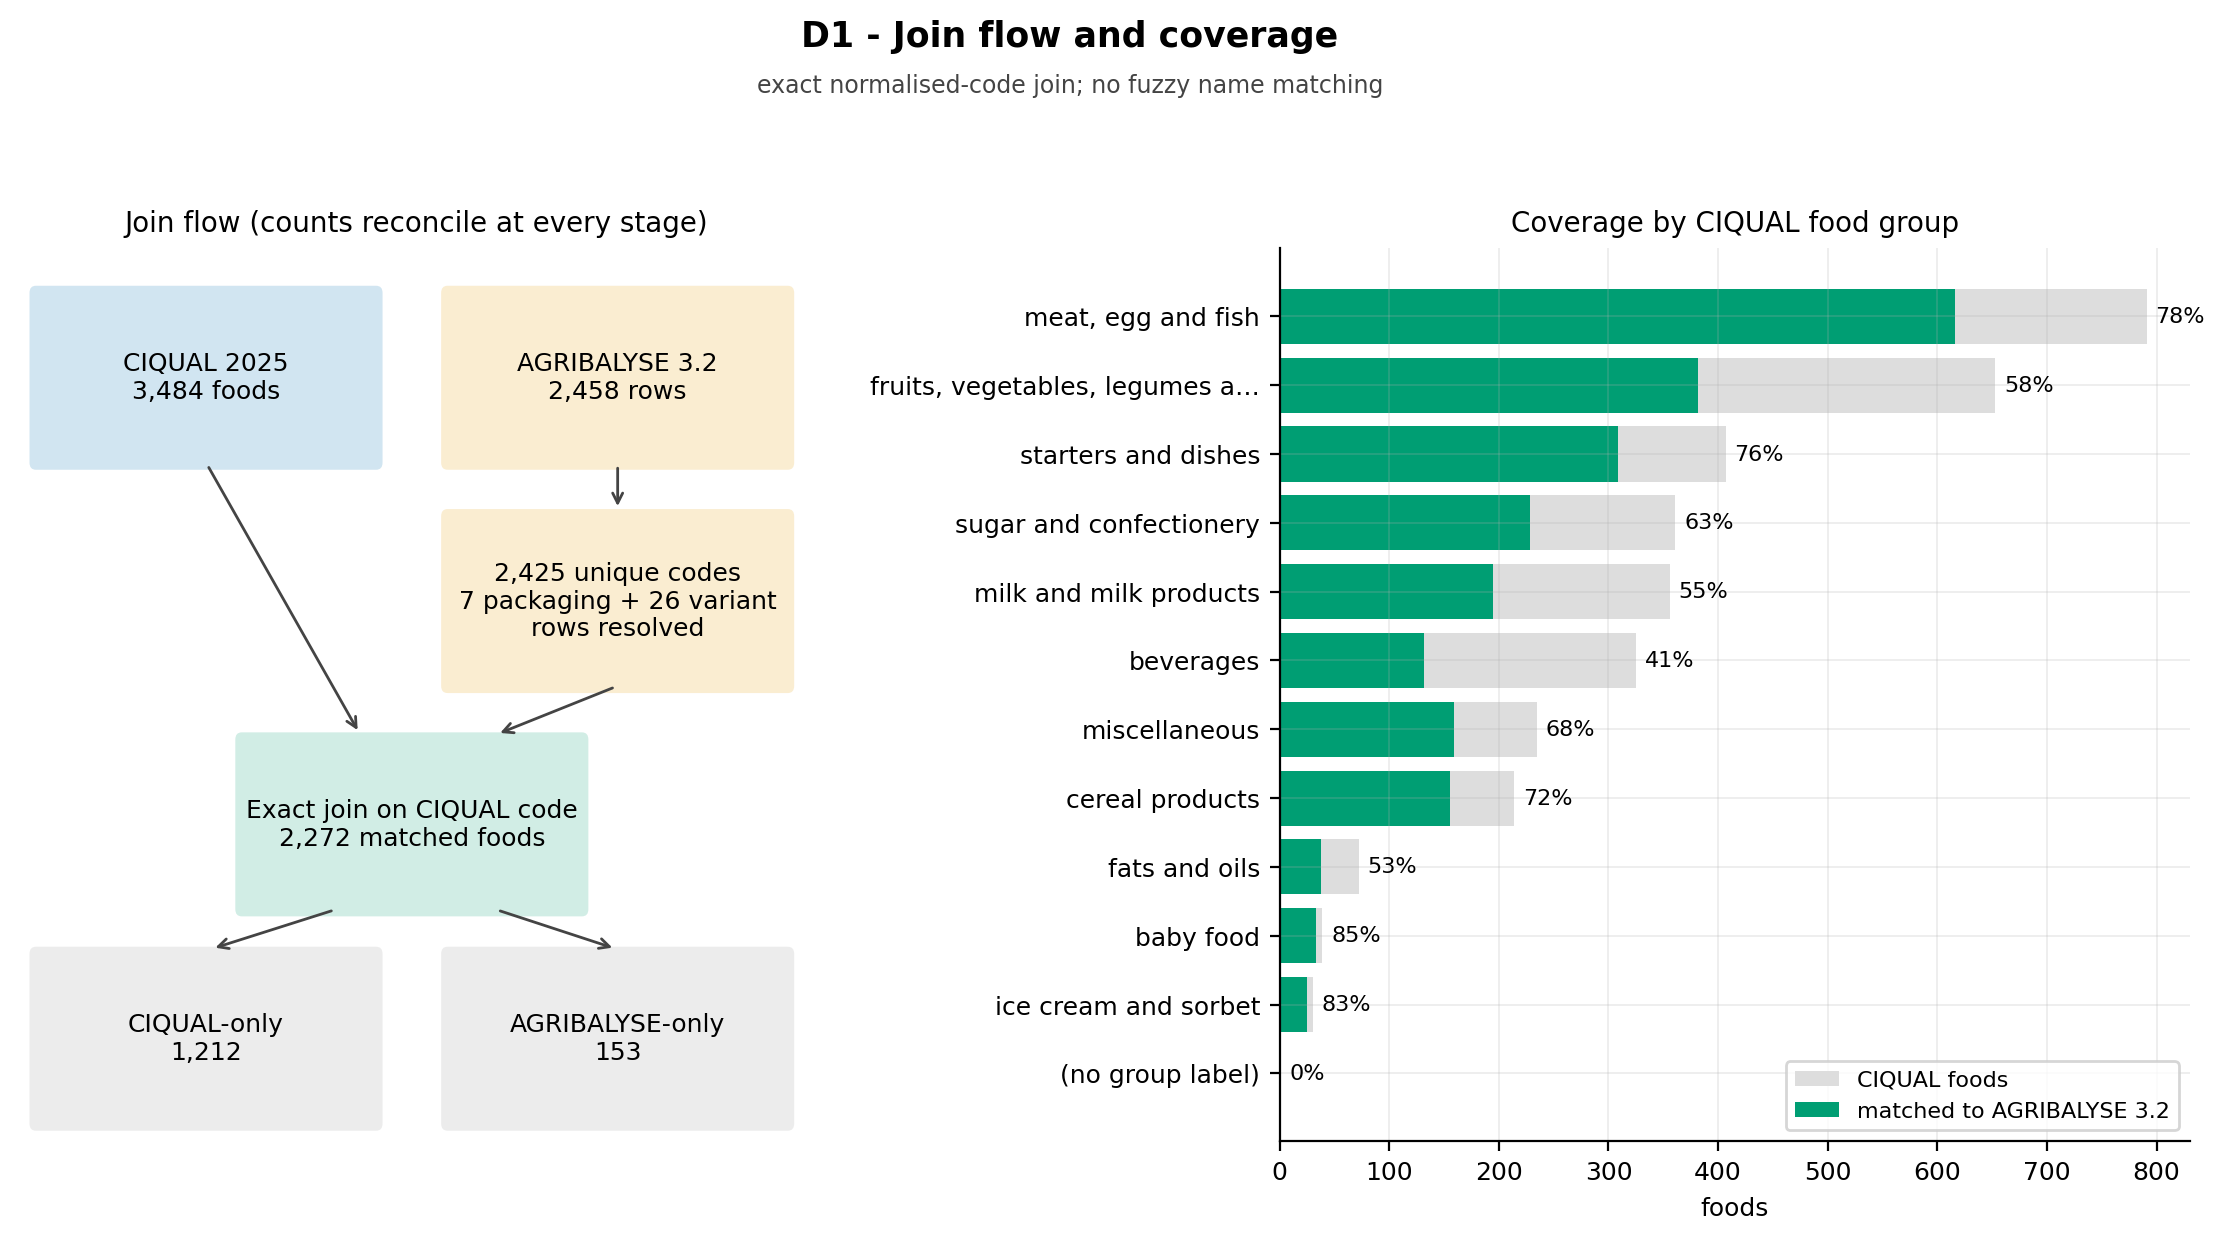 D1 - Join flow and coverage
exact normalised-code join; no fuzzy name matching
Join flow (counts reconcile at every stage)
CIQUAL 2025
3,484 foods
AGRIBALYSE 3.2
2,458 rows
2,425 unique codes
7 packaging + 26 variant
rows resolved
Exact join on CIQUAL code
2,272 matched foods
CIQUAL-only
1,212
AGRIBALYSE-only
153
Coverage by CIQUAL food group
meat, egg and fish
78%
fruits, vegetables, legumes a...
58%
starters and dishes
76%
sugar and confectionery
63%
milk and milk products
55%
beverages
41%
miscellaneous
68%
cereal products
72%
fats and oils
53%
baby food
85%
ice cream and sorbet
83%
(no group label)
0%
CIQUAL foods
matched to AGRIBALYSE 3.2
0 100 200 300 400 500 600 700 800
foods